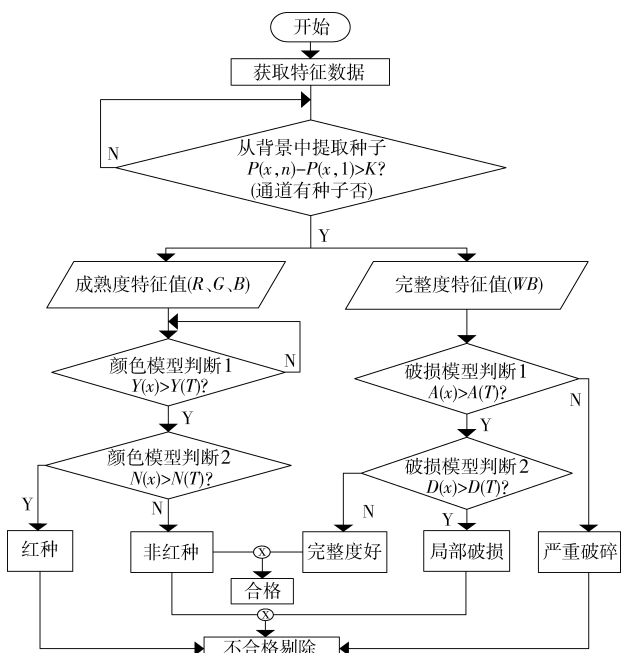 开始
获取特征数据
从背景中提取种子
P(x,n)-P(x,1)>K?
(通道有种子否)
N
Y
成熟度特征值(R、G、B)
完整度特征值(WB)
颜色模型判断1
Y(x)>Y(T)?
N
Y
破损模型判断1
A(x)>A(T)?
N
Y
颜色模型判断2
N(x)>N(T)?
Y
N
破损模型判断2
D(x)>D(T)?
N
Y
红种
非红种
x
完整度好
局部破损
严重破碎
合格
x
不合格剔除